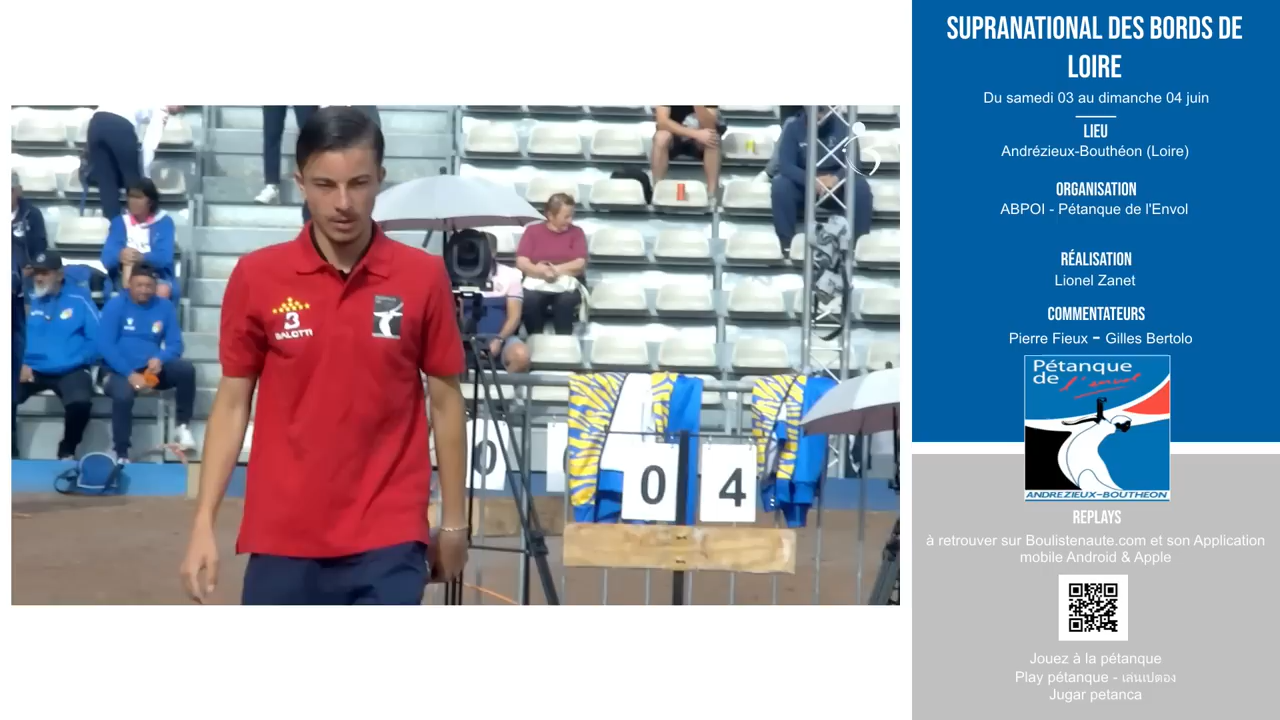 SUPRANATIONAL DES BORDS DE
LOIRE
Du samedi 03 au dimanche 04 juin
LIEU
Andrézieux-Bouthéon (Loire)
ORGANISATION
ABPOI - Pétanque de l'Envol
RÉALISATION
Lionel Zanet
COMMENTATEURS
Pierre Fieux - Gilles Bertolo
Pétanque
de l'envol
ANDREZIEUX-BOUTHEON
REPLAYS
à retrouver sur Boulistenaute.com et son Application
mobile Android & Apple
Jouez à la pétanque
Play pétanque - เล่นเปตอง
Jugar petanca
3
BALOTTI
0
0 4